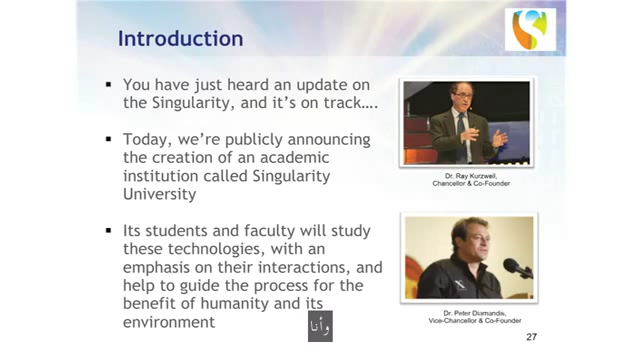 Introduction
▪ You have just heard an update on
the Singularity, and it's on track….
▪ Today, we're publicly announcing
the creation of an academic
institution called Singularity
University
▪ Its students and faculty will study
these technologies, with an
emphasis on their interactions, and
help to guide the process for the
benefit of humanity and its
environment
Dr. Ray Kurzweil,
Chancellor & Co-Founder
Dr. Peter Diamandis,
Vice-Chancellor & Co-Founder
وأنا
27